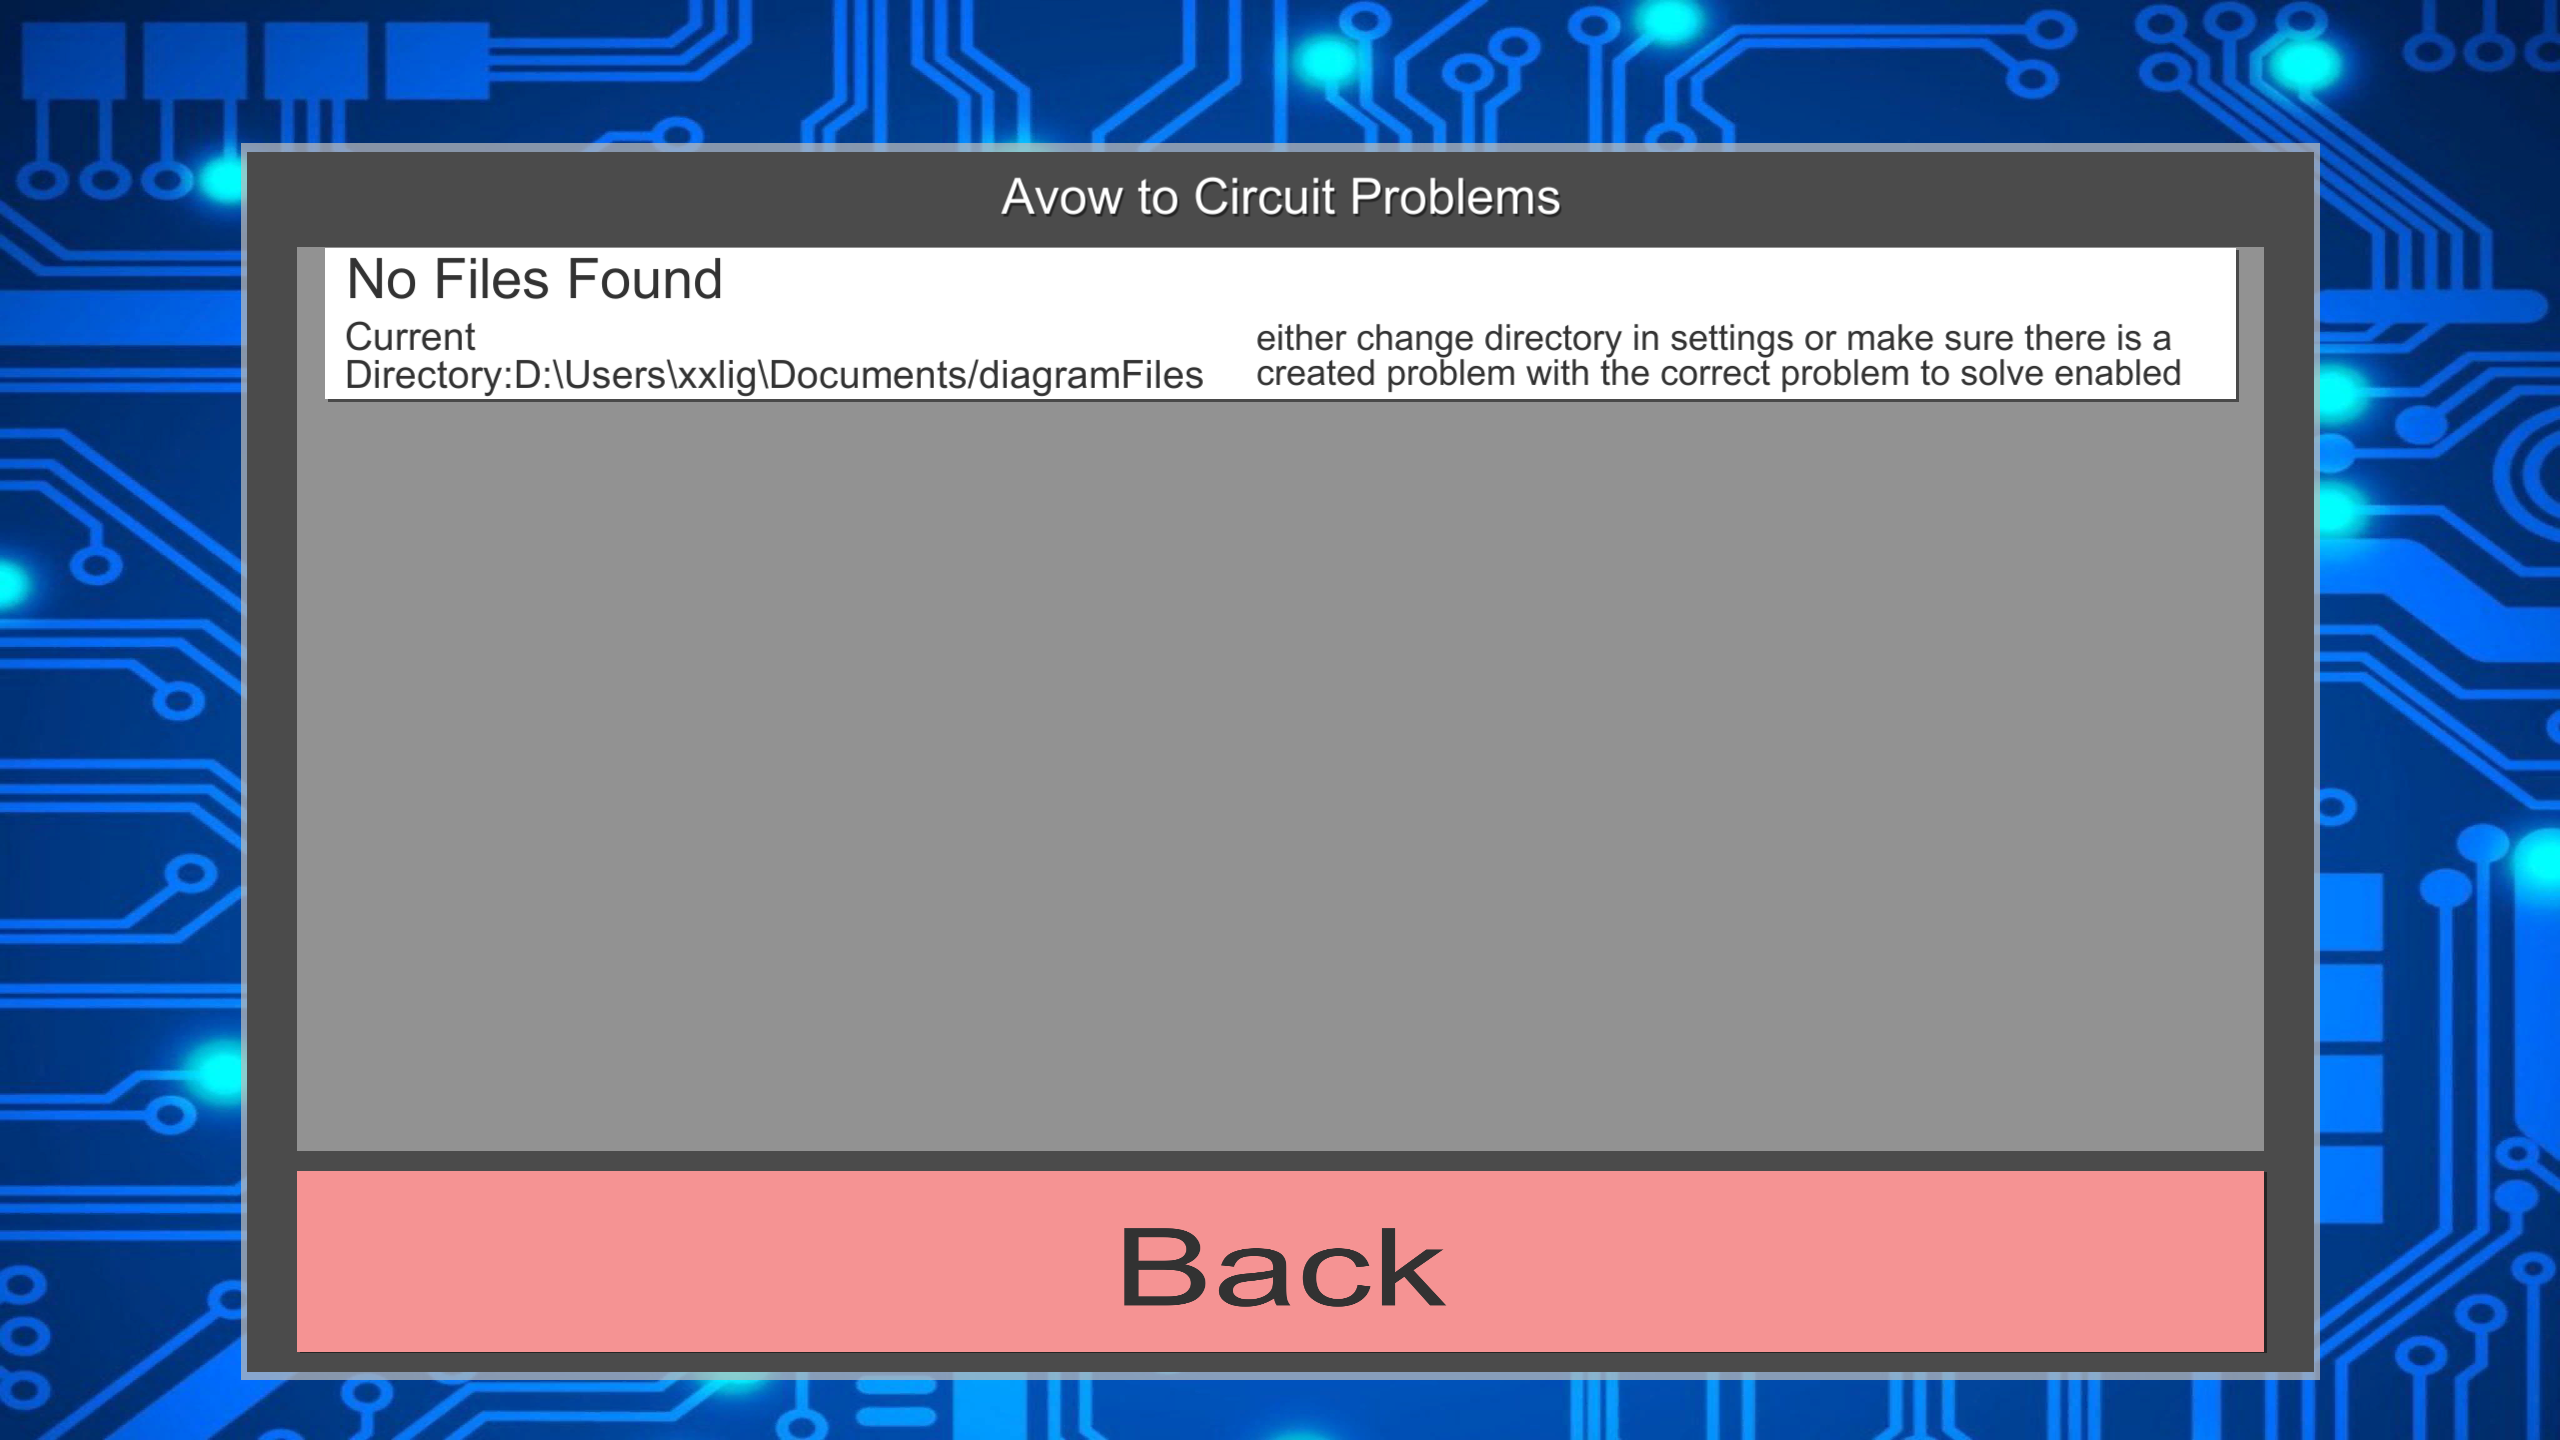 Avow to Circuit Problems
No Files Found
Current
Directory:D:\Users\xxlig\Documents/diagramFiles
either change directory in settings or make sure there is a
created problem with the correct problem to solve enabled
Back